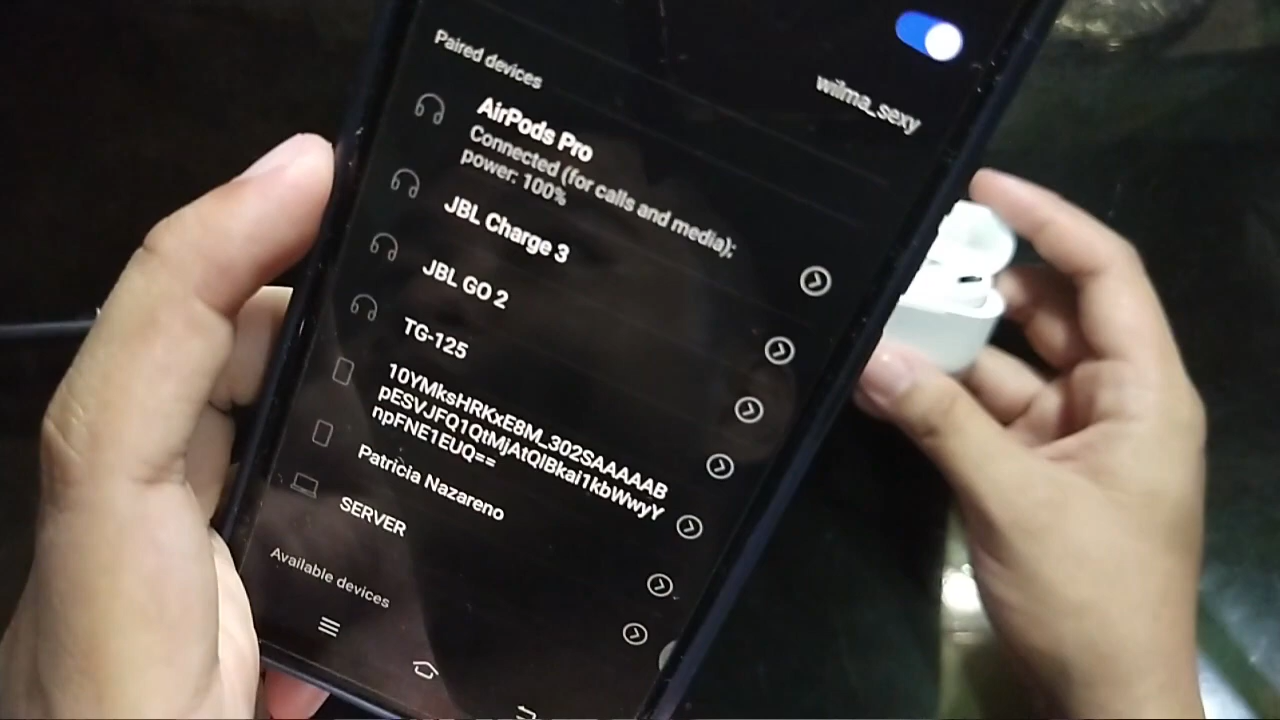 wilma_sexy
Paired devices
AirPods Pro
Connected (for calls and media);
power: 100%
JBL Charge 3
JBL GO 2
TG-125
10YMksHRKxE8M_302SAAAAAB
pESVJFQ1QtMjAtQlBkai1kbWwyY
npFNE1EUQ==
Patricia Nazareno
SERVER
Available devices